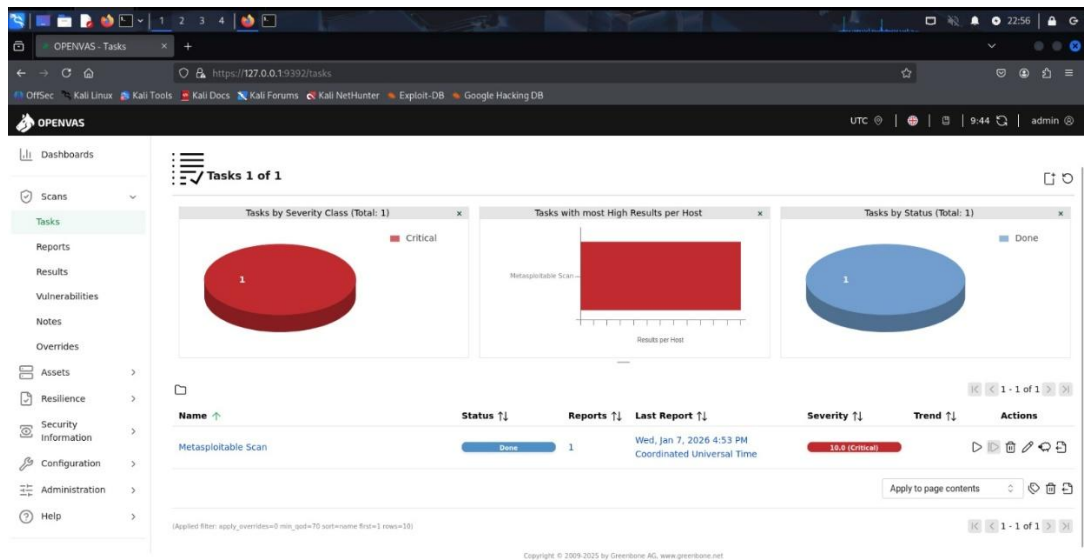 1 2 3 4
22:56
OPENVAS - Tasks
https://127.0.0.1:9392/tasks
OffSec Kali Linux Kali Tools Kali Docs Kali Forums Kali NetHunter Exploit-DB Google Hacking DB
OPENVAS
UTC 9:44 admin
Dashboards
Scans
Tasks
Reports
Results
Vulnerabilities
Notes
Overrides
Assets
Resilience
Security
Information
Configuration
Administration
Help
Tasks 1 of 1
Tasks by Severity Class (Total: 1)
Critical
1
Tasks with most High Results per Host
Metasploitable Scan
Results per Host
Tasks by Status (Total: 1)
Done
1
1 - 1 of 1
Name Status Reports Last Report Severity Trend Actions
Metasploitable Scan Done 1 Wed, Jan 7, 2026 4:53 PM 10.0 (Critical)
Coordinated Universal Time
Apply to page contents
(Applied filter: apply_overrides=0 min_qod=70 sort=name first=1 rows=10)
1 - 1 of 1
Copyright © 2009-2025 by Greenbone AG, www.greenbone.net